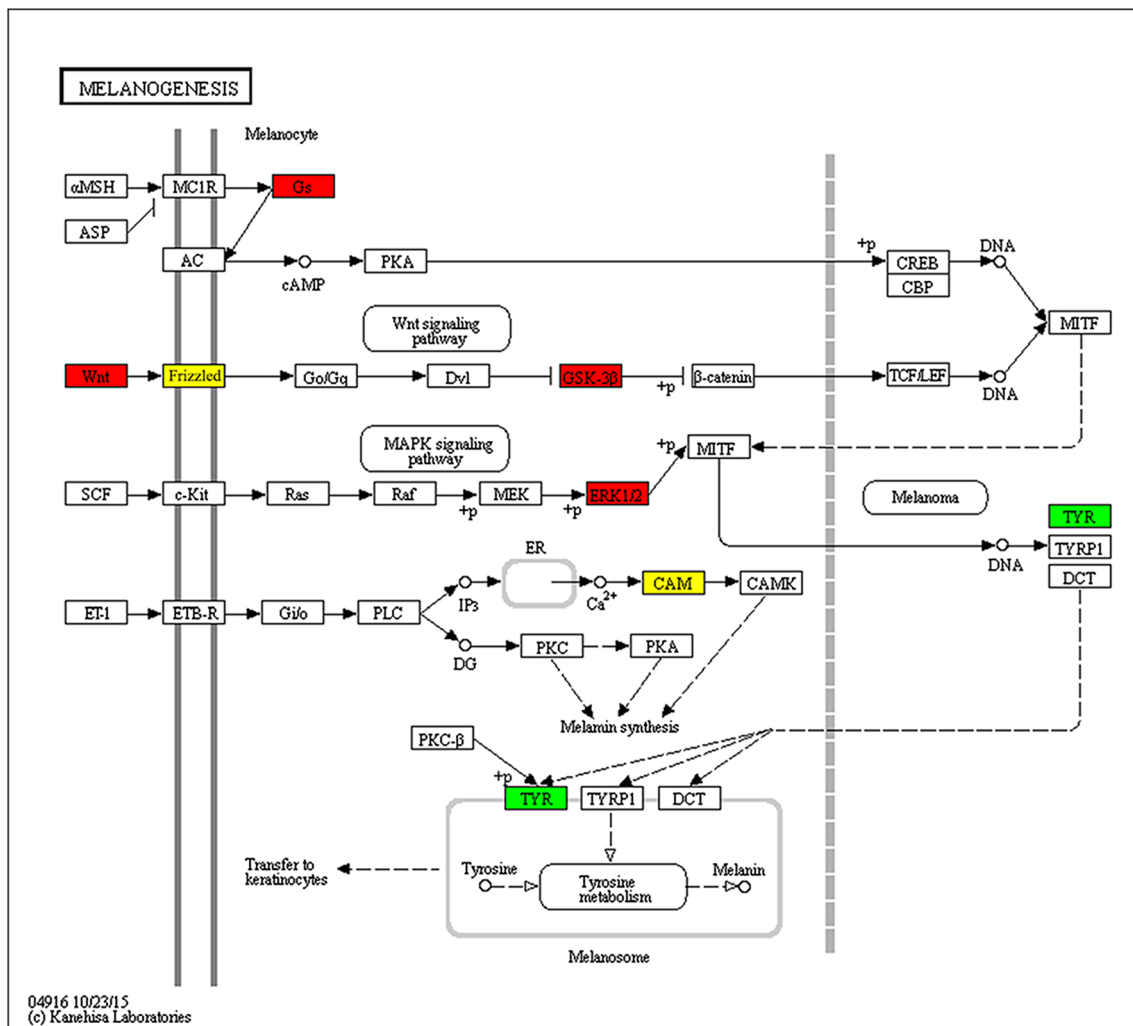 MELANOGENESIS
Melanocyte
αMSH
MC1R
Gs
ASP
AC
cAMP
PKA
+p
CREB
CBP
DNA
MITF
Wnt signaling
pathway
Wnt
Frizzled
Go/Gq
Dvl
GSK-3β
+p
β-catenin
TCF/LEF
DNA
MAPK signaling
pathway
+p
MITF
SCF
c-Kit
Ras
Raf
+p
MEK
+p
ERK1/2
Melanoma
TYR
TYRP1
DCT
DNA
ER
IP3
Ca2+
CAM
CAMK
ET-1
ETB-R
Gi/o
PLC
DG
PKC
PKA
Melamin synthesis
PKC-β
+p
TYR
TYRP1
DCT
Transfer to
keratinocytes
Tyrosine
Tyrosine
metabolism
Melanin
Melanosome
04916 10/23/15
(c) Kanehisa Laboratories